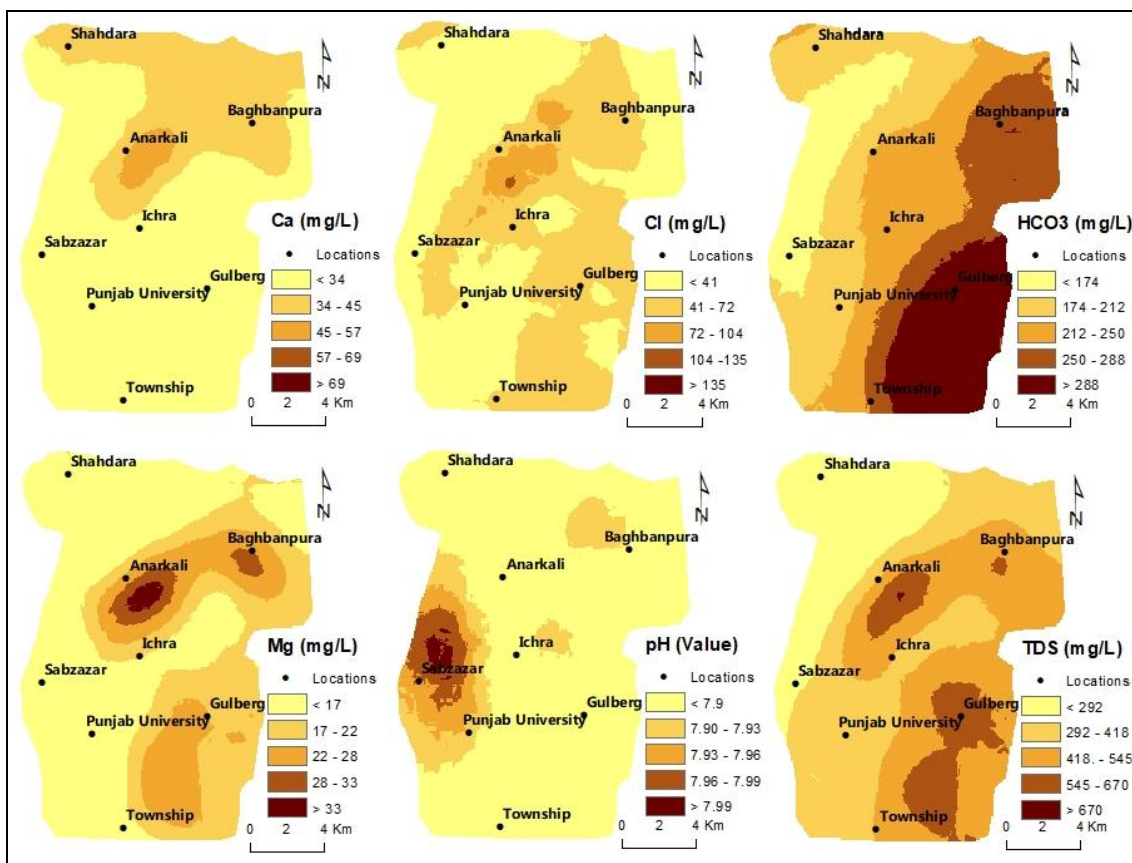 Shahdara
N
Baghbanpura
Anarkali
Ichra
Sabzazar
Gulberg
Punjab University
Township
Ca (mg/L)
Locations
< 34
34 - 45
45 - 57
57 - 69
> 69
0 2 4 Km
Shahdara
N
Baghbanpura
Anarkali
Ichra
Sabzazar
Gulberg
Punjab University
Township
Cl (mg/L)
Locations
< 41
41 - 72
72 - 104
104 -135
> 135
0 2 4 Km
Shahdara
N
Baghbanpura
Anarkali
Ichra
Sabzazar
Gulberg
Punjab University
Township
HCO3 (mg/L)
Locations
< 174
174 - 212
212 - 250
250 - 288
> 288
0 2 4 Km
Shahdara
N
Baghbanpura
Anarkali
Ichra
Sabzazar
Gulberg
Punjab University
Township
Mg (mg/L)
Locations
< 17
17 - 22
22 - 28
28 - 33
> 33
0 2 4 Km
Shahdara
N
Baghbanpura
Anarkali
Ichra
Sabzazar
Gulberg
Punjab University
Township
pH (Value)
Locations
< 7.9
7.90 - 7.93
7.93 - 7.96
7.96 - 7.99
> 7.99
0 2 4 Km
Shahdara
N
Baghbanpura
Anarkali
Ichra
Sabzazar
Gulberg
Punjab University
Township
TDS (mg/L)
Locations
< 292
292 - 418
418. - 545
545 - 670
> 670
0 2 4 Km